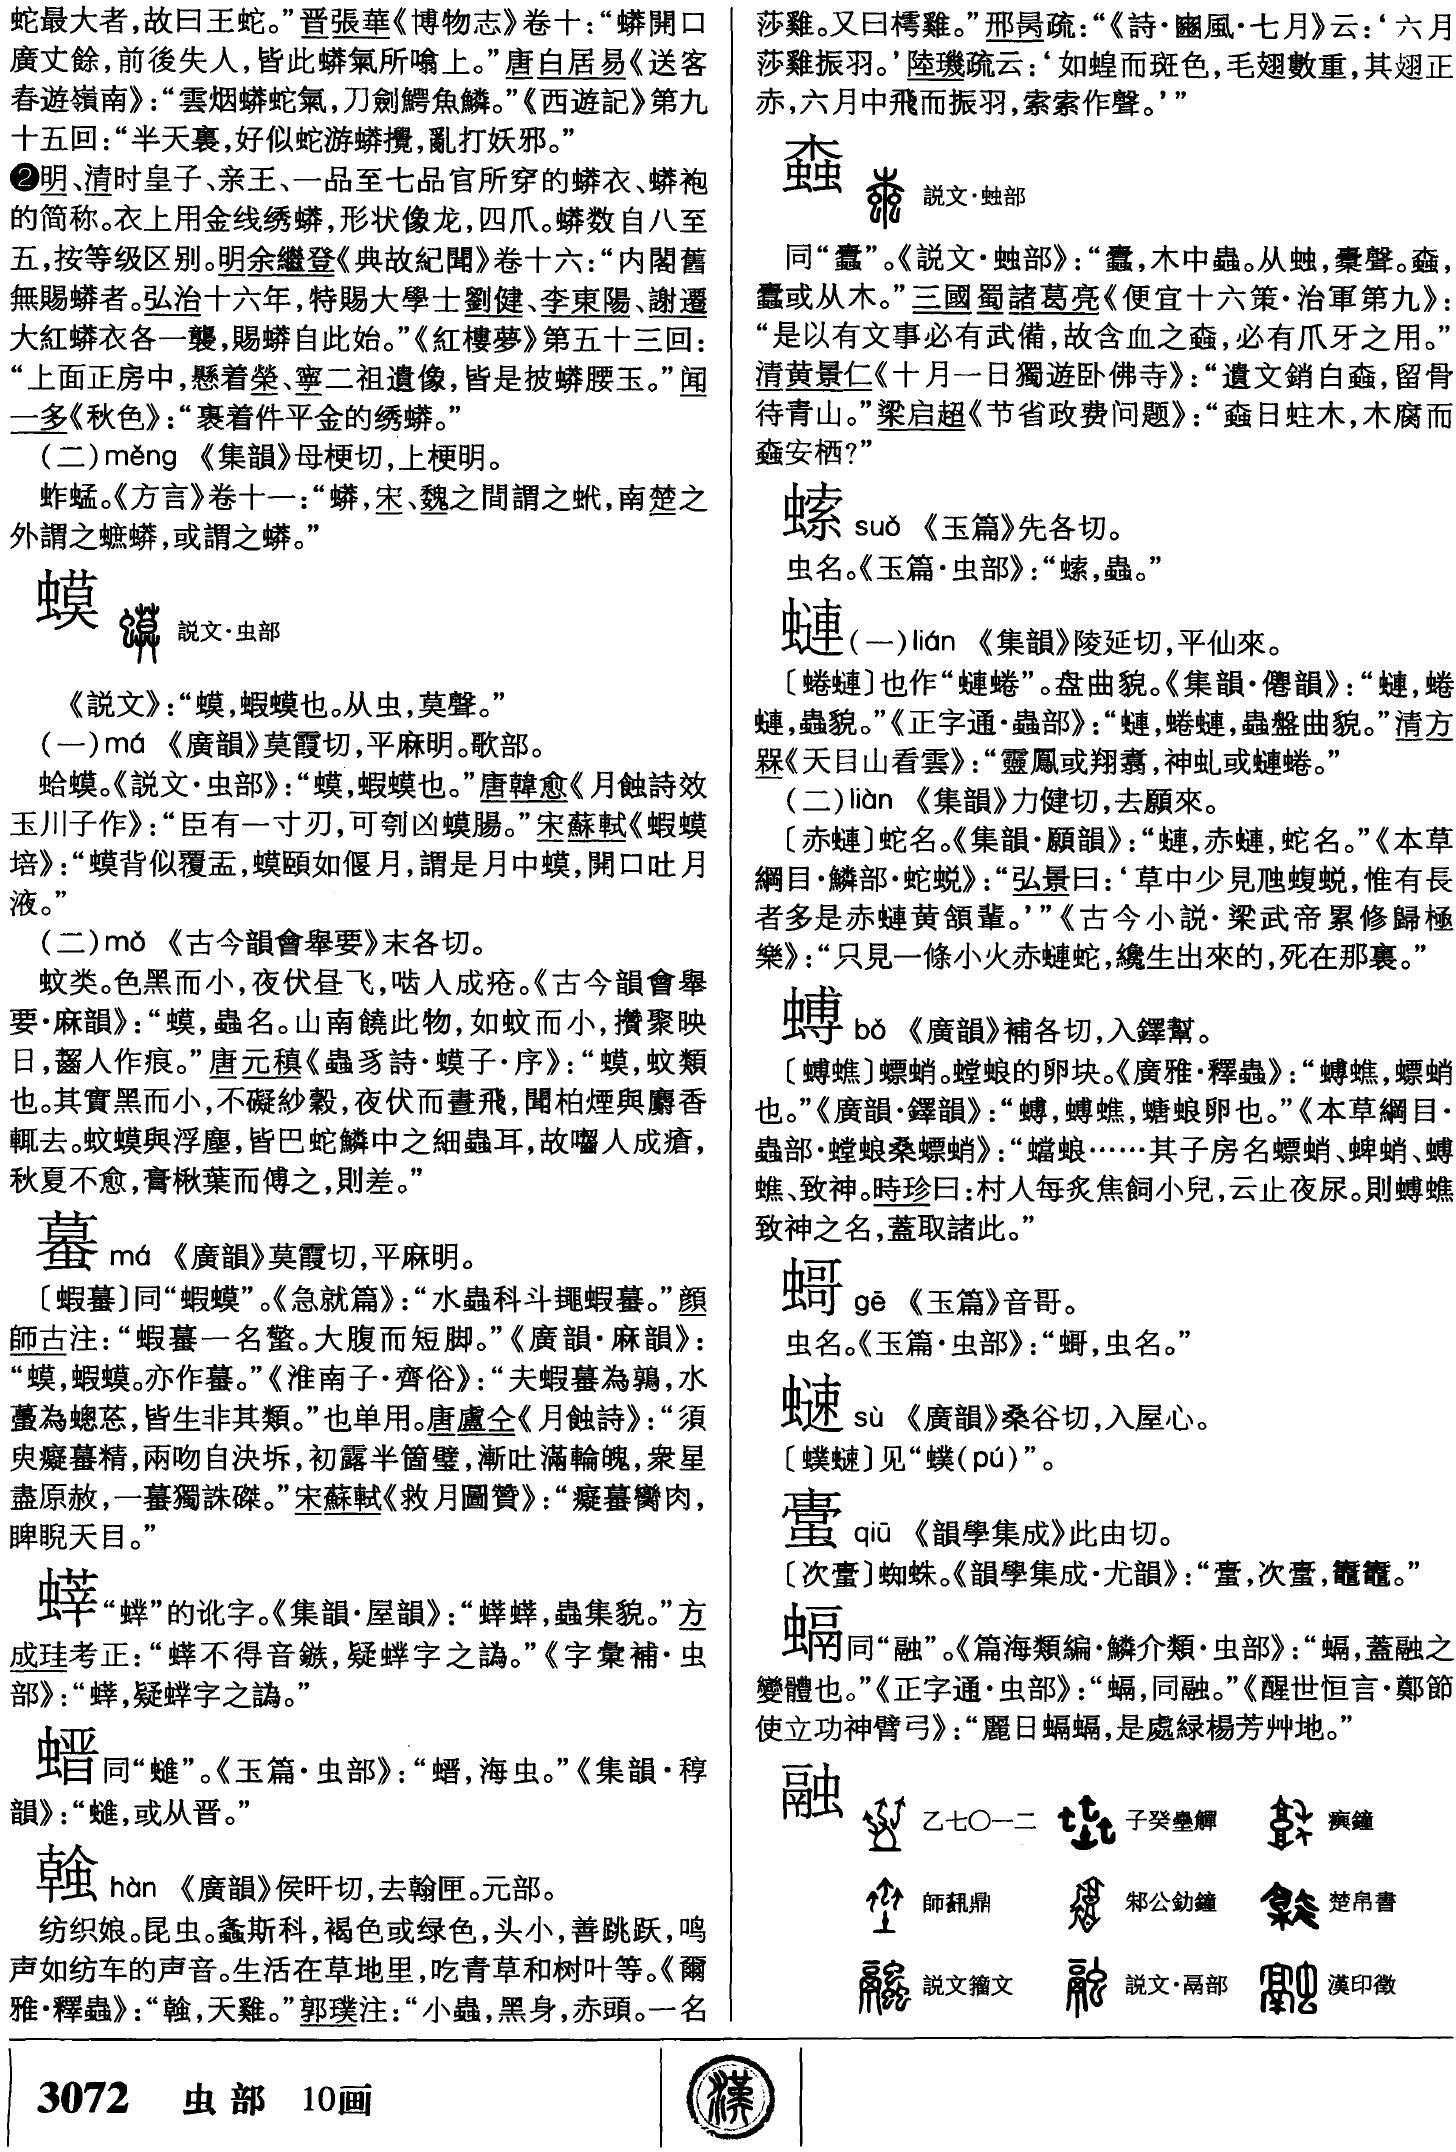 蛇最大者，故曰王蛇。”晋張華《博物志》卷十：“蟒開口
廣丈餘，前後失人，皆此蟒氣所噏上。”唐白居易《送客
春遊嶺南》：“雲烟蟒蛇氣，刀劍鰐魚鱗。”《西遊記》第九
十五回：“半天裏，好似蛇游蟒攪，亂打妖邪。”
❷明、清时皇子、亲王、一品至七品官所穿的蟒衣、蟒袍
的简称。衣上用金线绣蟒，形状像龙，四爪。蟒数自八至
五，按等级区别。明余繼登《典故紀聞》卷十六：“内閣舊
無賜蟒者。弘治十六年，特賜大學士劉健、李東陽、謝遷
大紅蟒衣各一襲，賜蟒自此始。”《紅樓夢》第五十三回：
“上面正房中，懸着榮、寧二祖遺像，皆是披蟒腰玉。”闻
一多《秋色》：“裹着件平金的绣蟒。”
（二）měng 《集韻》母梗切，上梗明。
蚱蜢。《方言》卷十一：“蟒，宋、魏之間謂之蚮，南楚之
外謂之蟅蟒，或謂之蟒。”
蟆 説文·虫部
《説文》：“蟆，蝦蟆也。从虫，莫聲。”
（一）má 《廣韻》莫霞切，平麻明。歌部。
蛤蟆。《説文·虫部》：“蟆，蝦蟆也。”唐韓愈《月蝕詩效
玉川子作》：“臣有一寸刃，可刳凶蟆腸。”宋蘇軾《蝦蟆
培》：“蟆背似覆盂，蟆頤如偃月，謂是月中蟆，開口吐月
液。”
（二）mǒ 《古今韻會舉要》末各切。
蚊类。色黑而小，夜伏昼飞，啮人成疮。《古今韻會舉
要·麻韻》：“蟆，蟲名。山南饒此物，如蚊而小，攢聚映
日，齧人作痕。”唐元稹《蟲豸詩·蟆子·序》：“蟆，蚊類
也。其實黑而小，不礙紗縠，夜伏而晝飛，聞柏煙與麝香
輒去。蚊蟆與浮塵，皆巴蛇鱗中之細蟲耳，故囓人成瘡，
秋夏不愈，膏楸葉而傅之，則差。”
蟇 má 《廣韻》莫霞切，平麻明。
〔蝦蟇〕同“蝦蟆”。《急就篇》：“水蟲科斗䵷蝦蟇。”顔
師古注：“蝦蟇一名螫。大腹而短脚。”《廣韻·麻韻》：
“蟆，蝦蟆。亦作蟇。”《淮南子·齊俗》：“夫蝦蟇為鶉，水
蠆為蟌莣，皆生非其類。”也单用。唐盧仝《月蝕詩》：“須
臾癡蟇精，兩吻自決坼，初露半箇璧，漸吐滿輪魄，衆星
盡原赦，一蟇獨誅磔。”宋蘇軾《救月圖贊》：“癡蟇臠肉，
睥睨天目。”
“蟀”的讹字。《集韻·屋韻》：“蟲集貌。”方
成珪考正：“不得音鏃，疑字之譌。”《字彙補·虫
部》：“疑字之譌。”
𧎶同“䗯”。《玉篇·虫部》：“海虫。”《集韻·稕
韻》：“䗯，或从晋。”
螒 hàn 《廣韻》侯旰切，去翰匣。元部。
纺织娘。昆虫。螽斯科，褐色或绿色，头小，善跳跃，鸣
声如纺车的声音。生活在草地里，吃青草和树叶等。《爾
雅·釋蟲》：“螒，天雞。”郭璞注：“小蟲，黑身，赤頭。一名
莎雞。又曰樗雞。”邢昺疏：“《詩·豳風·七月》云：‘六月
莎雞振羽。’陸璣疏云：‘如蝗而斑色，毛翅數重，其翅正
赤，六月中飛而振羽，索索作聲。’”
螙 説文·䖵部
同“蠹”。《説文·䖵部》：“蠹，木中蟲。从䖵，橐聲。螙，
蠹或从木。”三國蜀諸葛亮《便宜十六策·治軍第九》：
“是以有文事必有武備，故含血之螙，必有爪牙之用。”
清黄景仁《十月一日獨遊卧佛寺》：“遺文銷白螙，留骨
待青山。”梁启超《节省政费问题》：“螙日蛀木，木腐而
螙安栖？”
螦 suǒ 《玉篇》先各切。
虫名。《玉篇·虫部》：“螦，蟲。”
䗴（一）lián 《集韻》陵延切，平仙來。
〔蜷䗴〕也作“䗴蜷”。盘曲貌。《集韻·僊韻》：“䗴，蜷
䗴，蟲貌。”《正字通·蟲部》：“䗴，蜷䗴，蟲盤曲貌。”清方
槑《天目山看雲》：“靈鳳或翔翥，神虬或䗴蜷。”
（二）liàn 《集韻》力健切，去願來。
〔赤䗴〕蛇名。《集韻·願韻》：“䗴，赤䗴，蛇名。”《本草
綱目·鱗部·蛇蜕》：“弘景曰：‘草中少見虺蝮蜕，惟有長
者多是赤䗴黄頷輩。’”《古今小説·梁武帝累修歸極
樂》：“只見一條小火赤䗴蛇，纔生出來的，死在那裏。”
䗚 bǒ 《廣韻》補各切，入鐸幫。
〔䗚蟭〕螵蛸。螳螂的卵块。《廣雅·釋蟲》：“䗚蟭，螵蛸
也。”《廣韻·鐸韻》：“䗚，䗚蟭，螗蜋卵也。”《本草綱目·
蟲部·螳蜋桑螵蛸》：“蟷蜋……其子房名螵蛸、蜱蛸、䗚
蟭、致神。時珍曰：村人每炙焦飼小兒，云止夜尿。則䗚蟭
致神之名，蓋取諸此。”
gē 《玉篇》音哥。
虫名。《玉篇·虫部》：“虫名。”
sù 《廣韻》桑谷切，入屋心。
〔蟔〕见“(pú)”。
𧐐 qiū 《韻學集成》此由切。
〔次𧐐〕蜘蛛。《韻學集成·尤韻》：“次，鼅鼄。”
螎同“融”。《篇海類編·鱗介類·虫部》：“螎，蓋融之
變體也。”《正字通·虫部》：“螎，同融。”《醒世恒言·鄭節
使立功神臂弓》：“麗日螎螎，是處緑楊芳艸地。”
融 乙七〇一二 子癸壘觶 𤼈鐘
師𩛥鼎 邾公釛鐘 楚帛書
説文籀文 説文·鬲部 漢印徵
3072 虫部 10画
漢